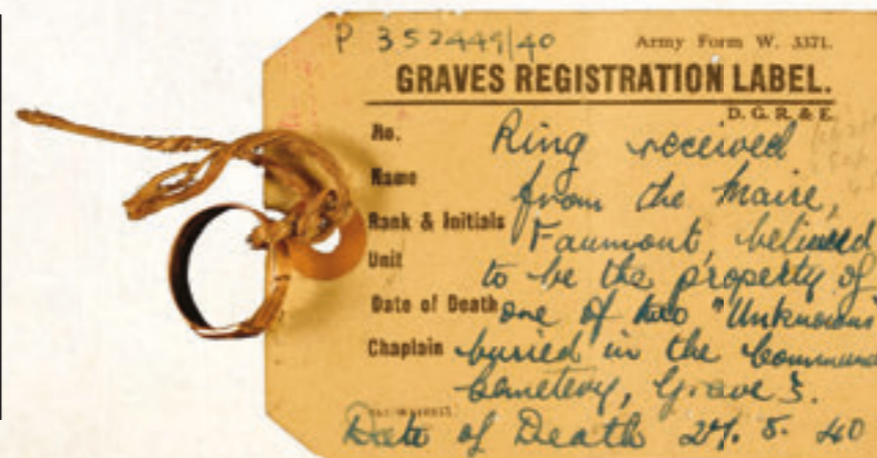 P 352449/40 Army Form W. 3371.
GRAVES REGISTRATION LABEL.
D. G. R. & E.
No. Ring received
Name from the Maire,
Rank & Initials Faumont, believed
Unit to be the property of
Date of Death one of two "Unknowns"
Chaplain buried in the Communal
Cemetery, Grave 3.
Date of Death 27. 5. 40